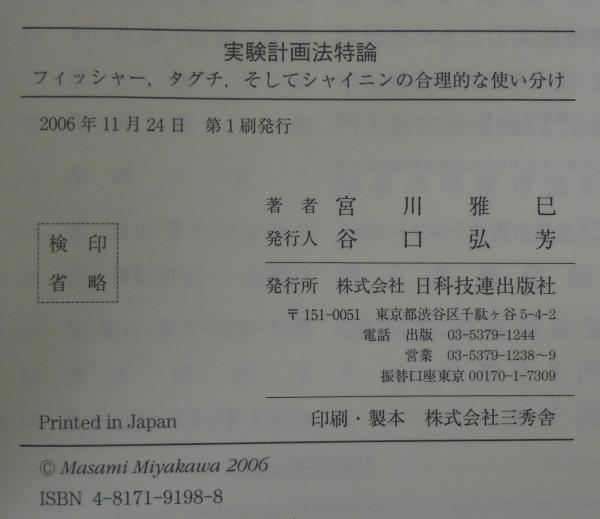 実験計画法特論
フィッシャー，タグチ，そしてシャイニンの合理的な使い分け
2006年11月24日　第1刷発行
著　者　宮　川　雅　巳
発行人　谷　口　弘　芳
検　印
省　略
発行所　株式会社　日科技連出版社
〒151-0051　東京都渋谷区千駄ヶ谷5-4-2
電話　出版　03-5379-1244
営業　03-5379-1238〜9
振替口座東京00170-1-7309
Printed in Japan
印刷・製本　株式会社三秀舎
© Masami Miyakawa 2006
ISBN 4-8171-9198-8